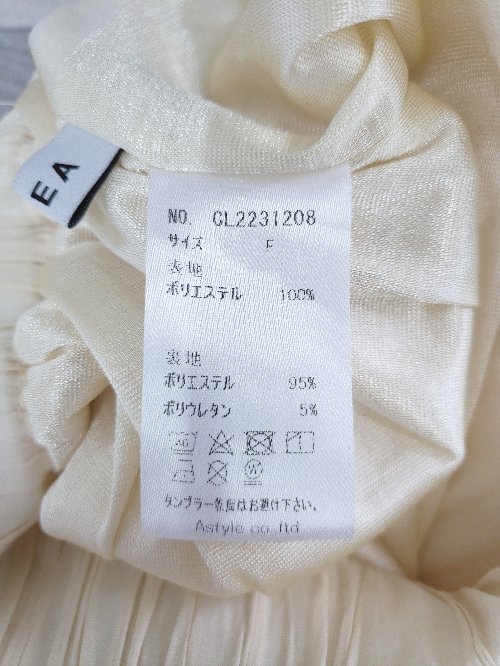 EA
NO. CL2231208
サイズ F
表地
ポリエステル 100%
裏地
ポリエステル 95%
ポリウレタン 5%
タンブラー乾燥はお避け下さい。
Astyle co.ltd